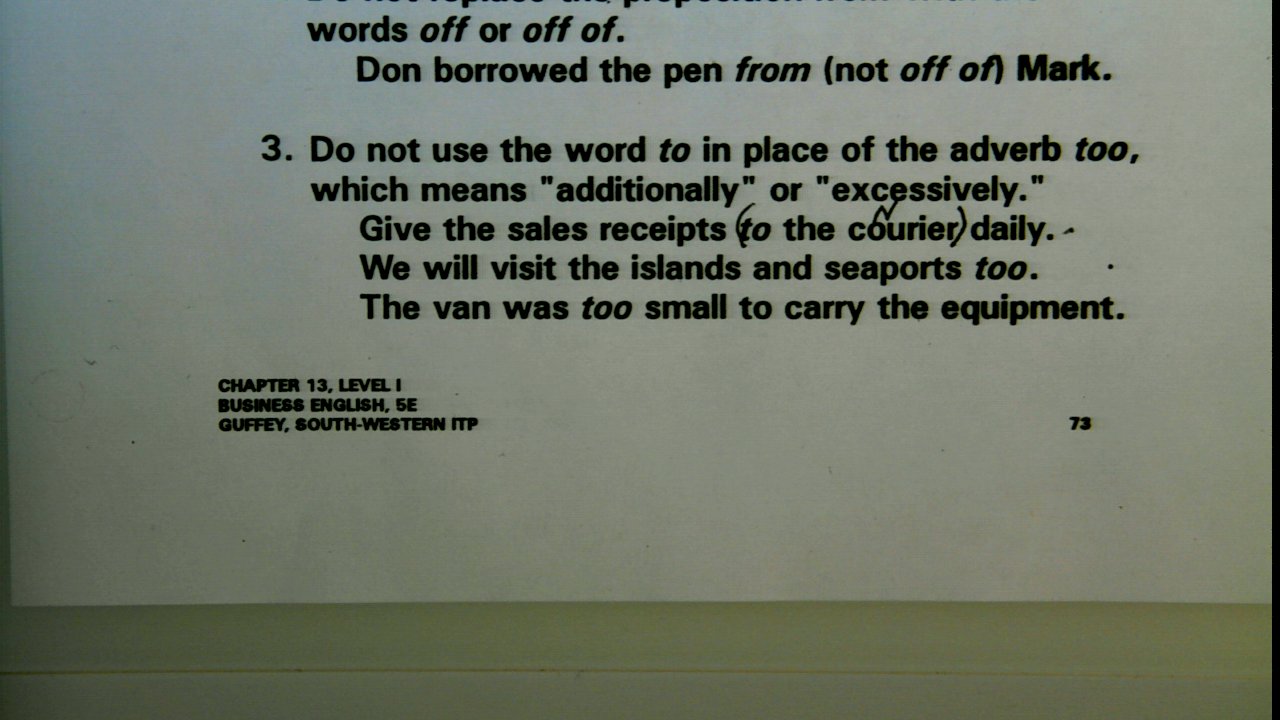 words off or off of.
Don borrowed the pen from (not off of) Mark.
3. Do not use the word to in place of the adverb too,
which means "additionally" or "excessively."
Give the sales receipts (to the courier) daily.
We will visit the islands and seaports too.
The van was too small to carry the equipment.
CHAPTER 13, LEVEL I
BUSINESS ENGLISH, 5E
GUFFEY, SOUTH-WESTERN ITP
73